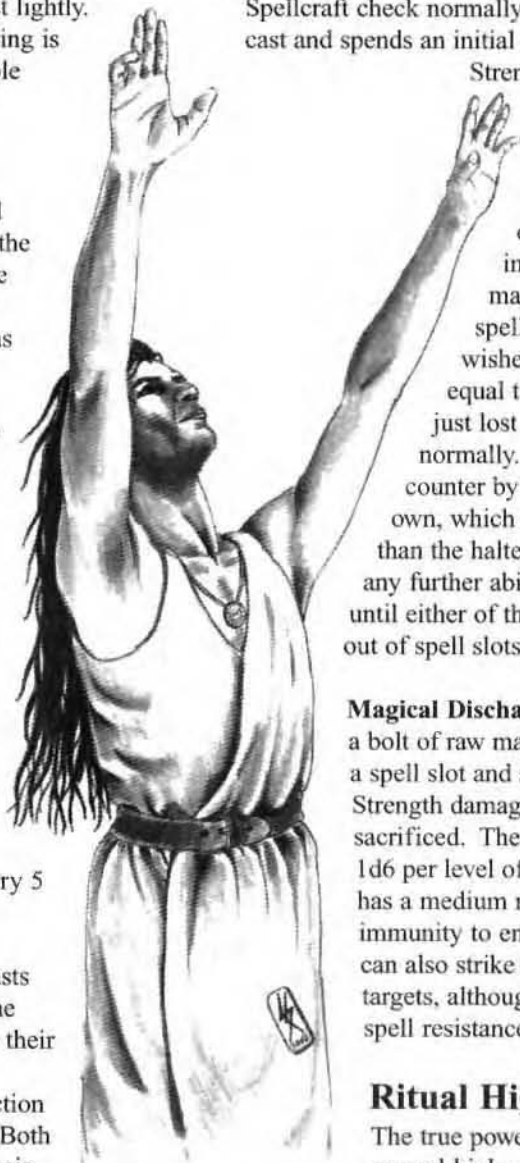 t lightly.
ing is
le
the
e
s
ry 5
sts
e
their
ction
Both
Spellcraft check normally
cast and spends an initial
Stren
e
in
ma
spell
wishe
equal t
just lost
normally.
counter by
own, which
than the halte
any further abi
until either of th
out of spell slots
Magical Discha
a bolt of raw ma
a spell slot and
Strength damag
sacrificed. The
1d6 per level of
has a medium r
immunity to en
can also strike
targets, althoug
spell resistance
Ritual Hi
The true powe